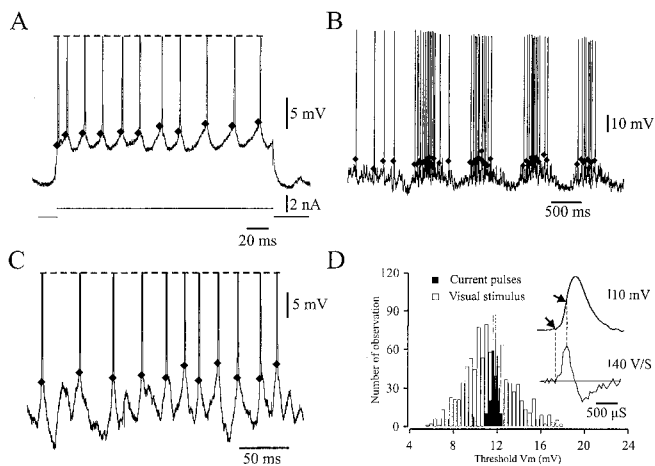 A
5 mV
2 nA
20 ms
B
10 mV
500 ms
C
5 mV
50 ms
D
120
90
60
30
0
Number of observation
Current pulses
Visual stimulus
10 mV
40 V/S
500 µS
4 8 12 16 20 24
Threshold Vm (mV)